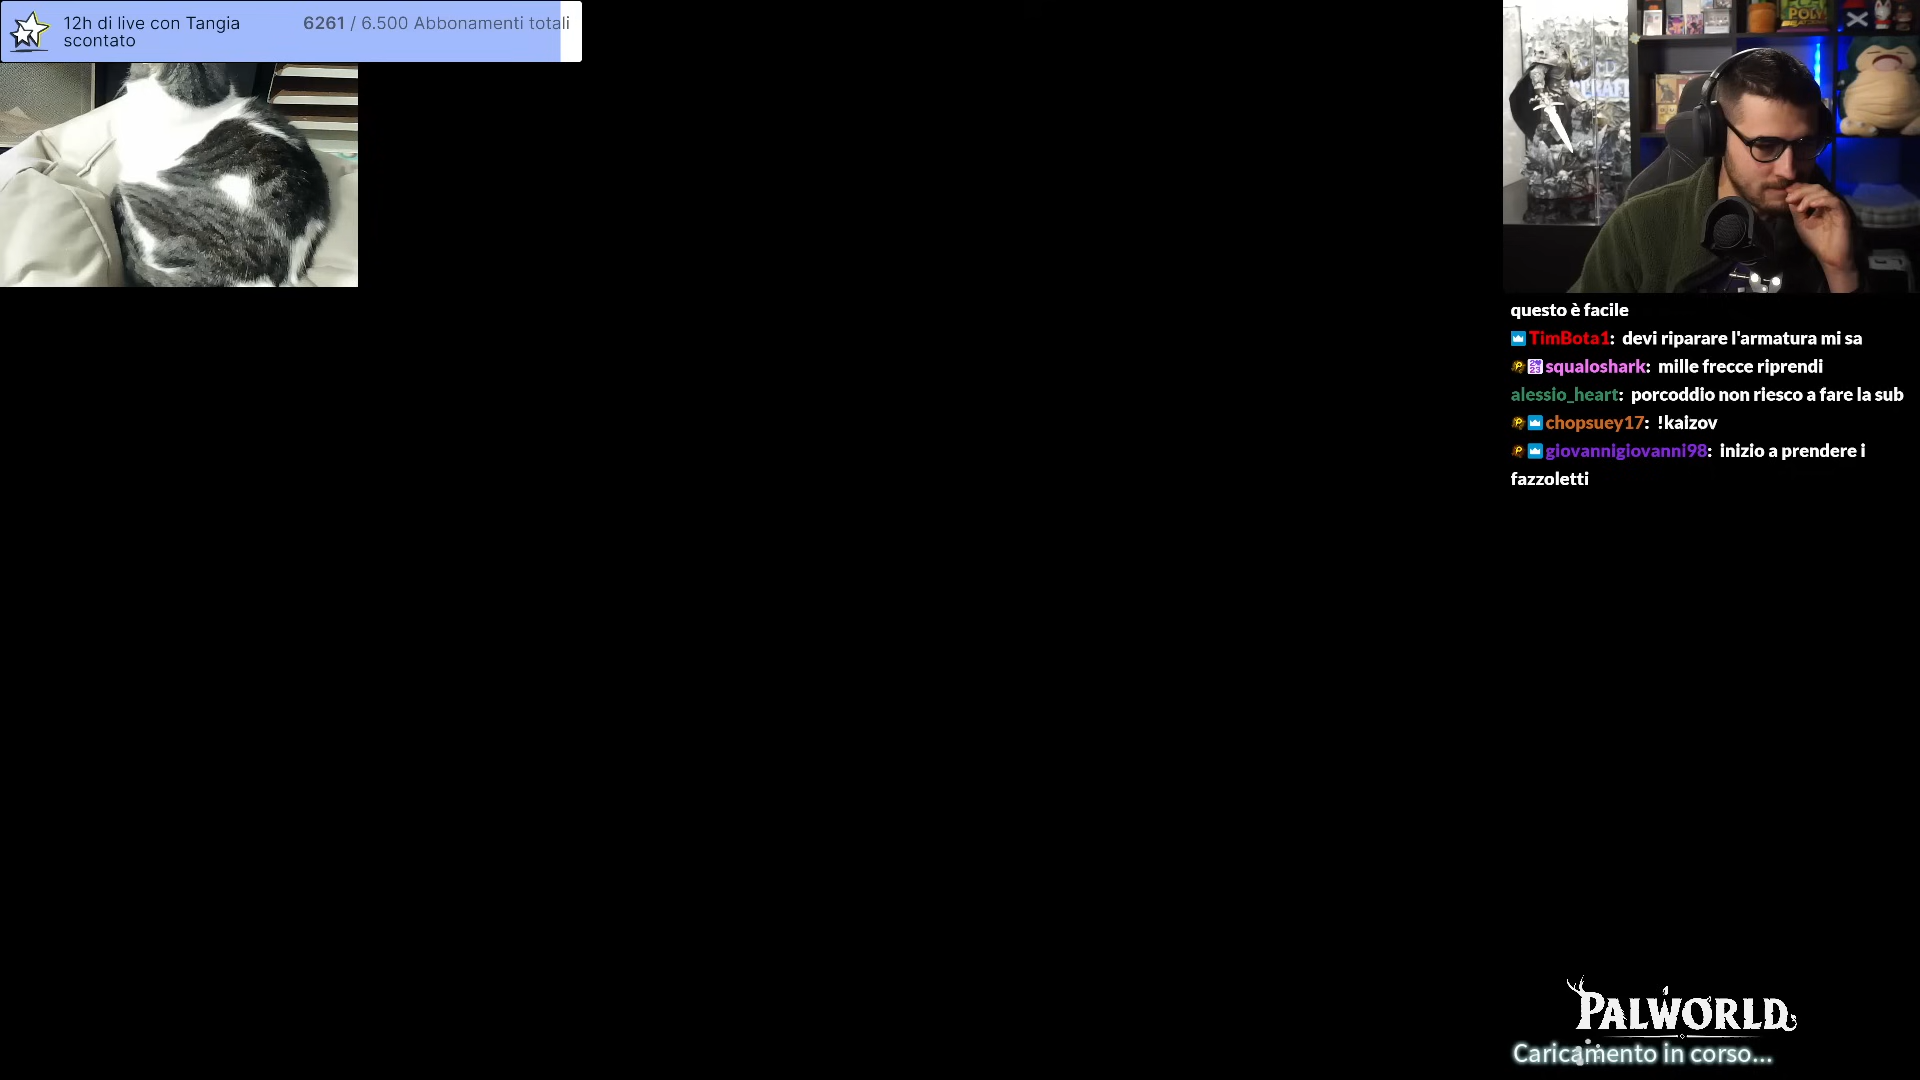 12h di live con Tangia
scontato
6261 / 6.500 Abbonamenti totali
POLY
questo è facile
TimBota1: devi riparare l'armatura mi sa
squaloshark: mille frecce riprendi
alessio_heart: porcoddio non riesco a fare la sub
chopsuey17: !kaizov
giovannigiovanni98: inizio a prendere i
fazzoletti
PALWORLD
Caricamento in corso...